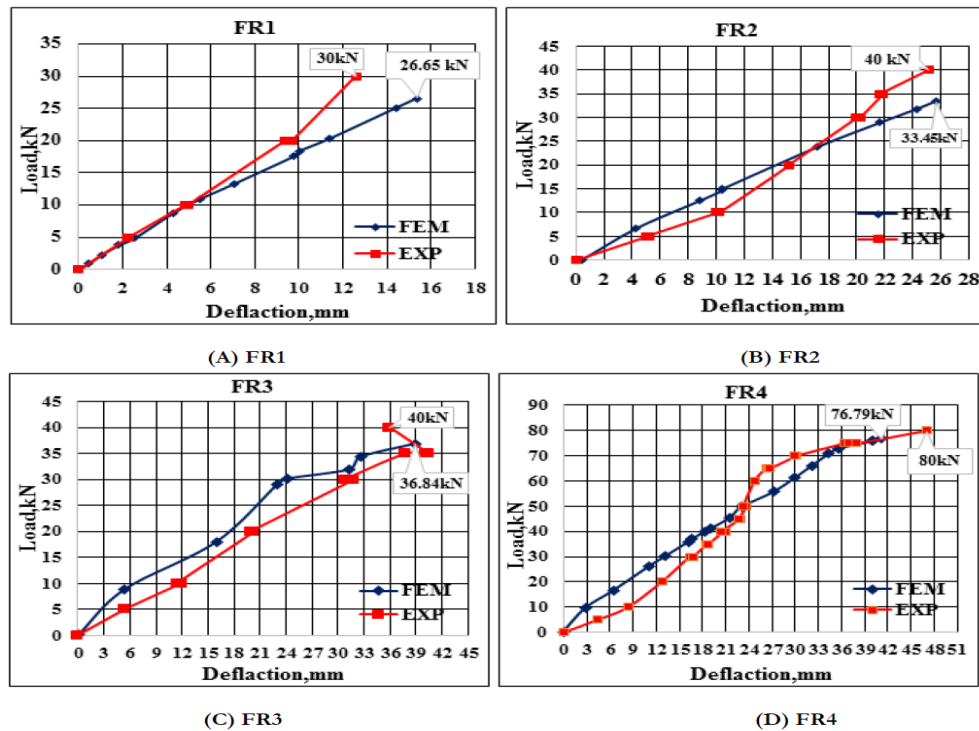 FR1
35
30
25
20
15
10
5
0
Load,kN
30kN
26.65 kN
FEM
EXP
0 2 4 6 8 10 12 14 16 18
Deflaction,mm
(A) FR1
FR2
45
40
35
30
25
20
15
10
5
0
Load,kN
40 kN
33.45kN
FEM
EXP
0 2 4 6 8 10 12 14 16 18 20 22 24 26 28
Deflaction,mm
(B) FR2
FR3
45
40
35
30
25
20
15
10
5
0
Load,kN
40kN
36.84kN
FEM
EXP
0 3 6 9 12 15 18 21 24 27 30 33 36 39 42 45
Deflaction,mm
(C) FR3
FR4
90
80
70
60
50
40
30
20
10
0
Load,kN
76.79kN
80kN
FEM
EXP
0 3 6 9 12 15 18 21 24 27 30 33 36 39 42 45 48 51
Deflaction,mm
(D) FR4